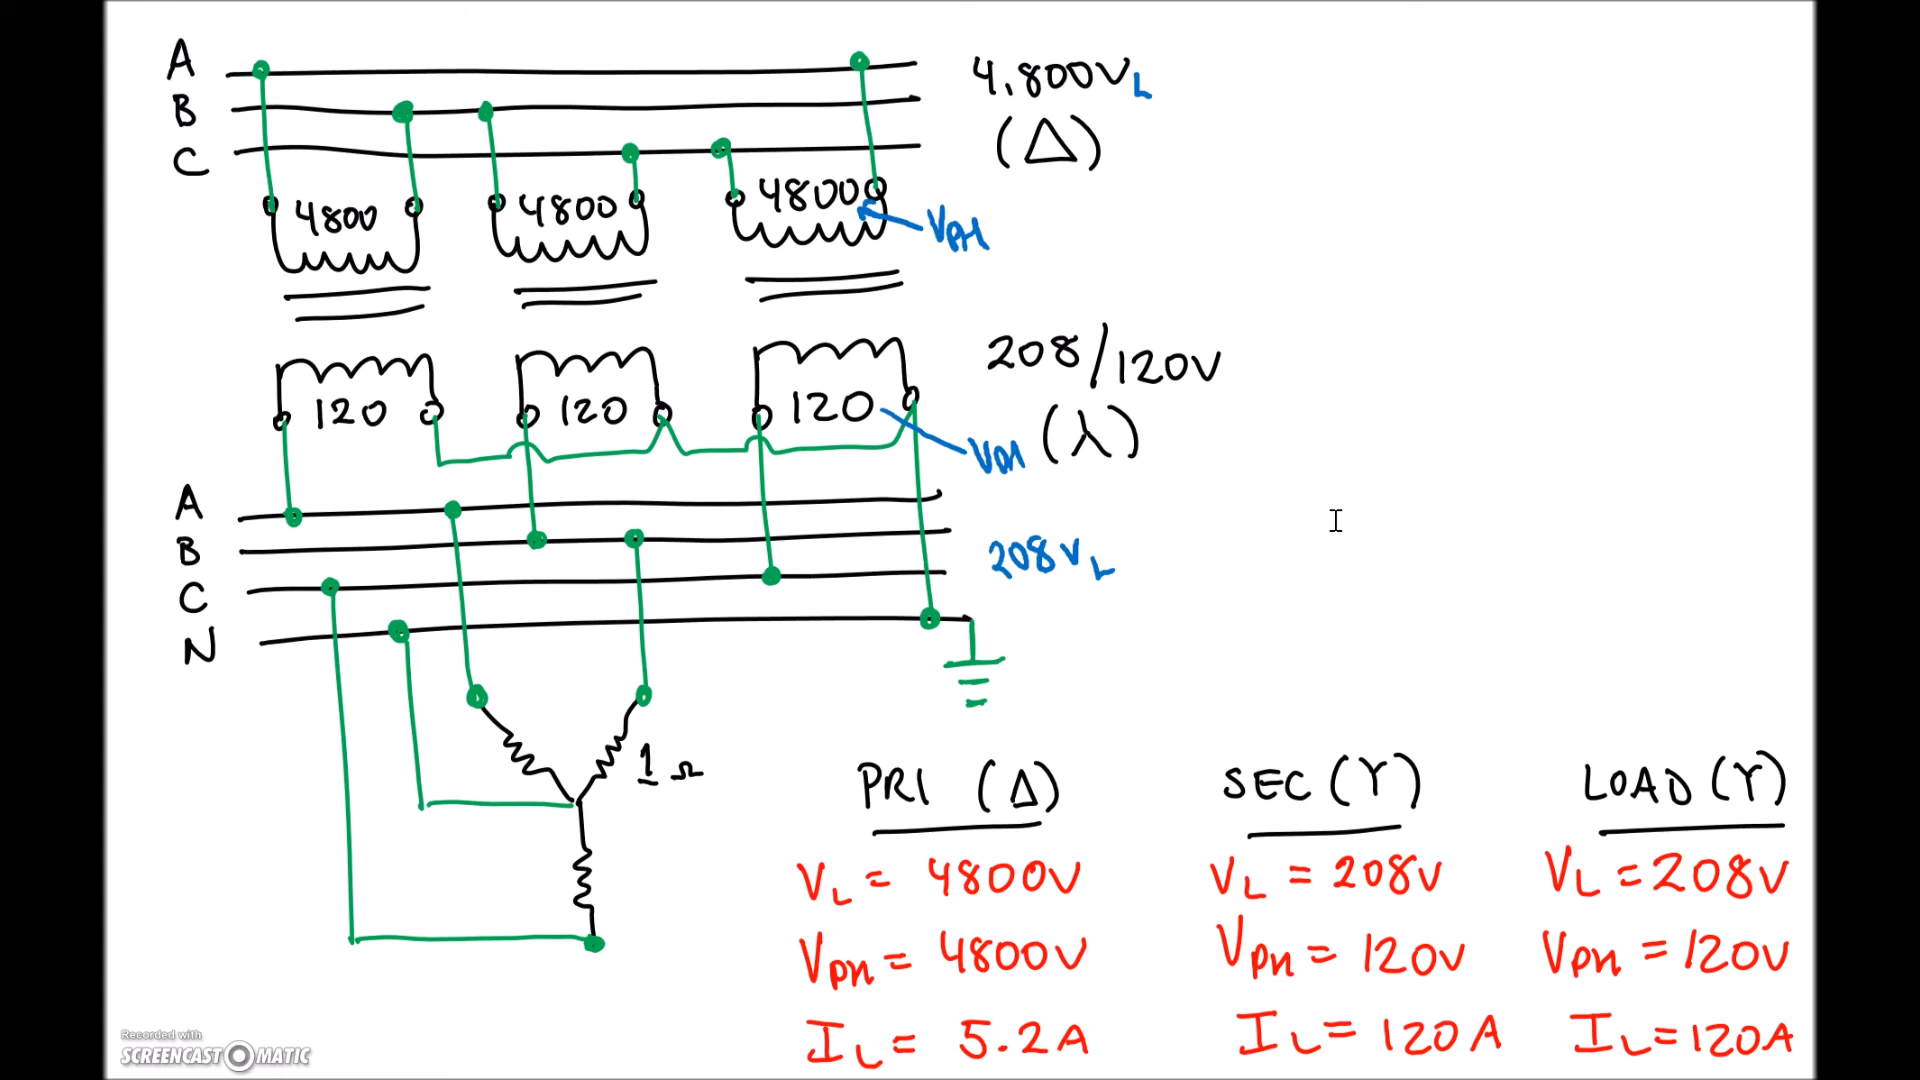 A
4,800VL
B
(Δ)
C
4800
4800
4800
VPH
208/120V
120
120
120
VPH
(⅄)
A
B
208VL
C
N
1Ω
PRI (Δ)
SEC (Y)
LOAD (Y)
VL = 4800V
VL = 208V
VL = 208V
VPH = 4800V
VPH = 120V
VPH = 120V
IL = 5.2A
IL = 120A
IL = 120A
Recorded with
SCREENCAST-O-MATIC